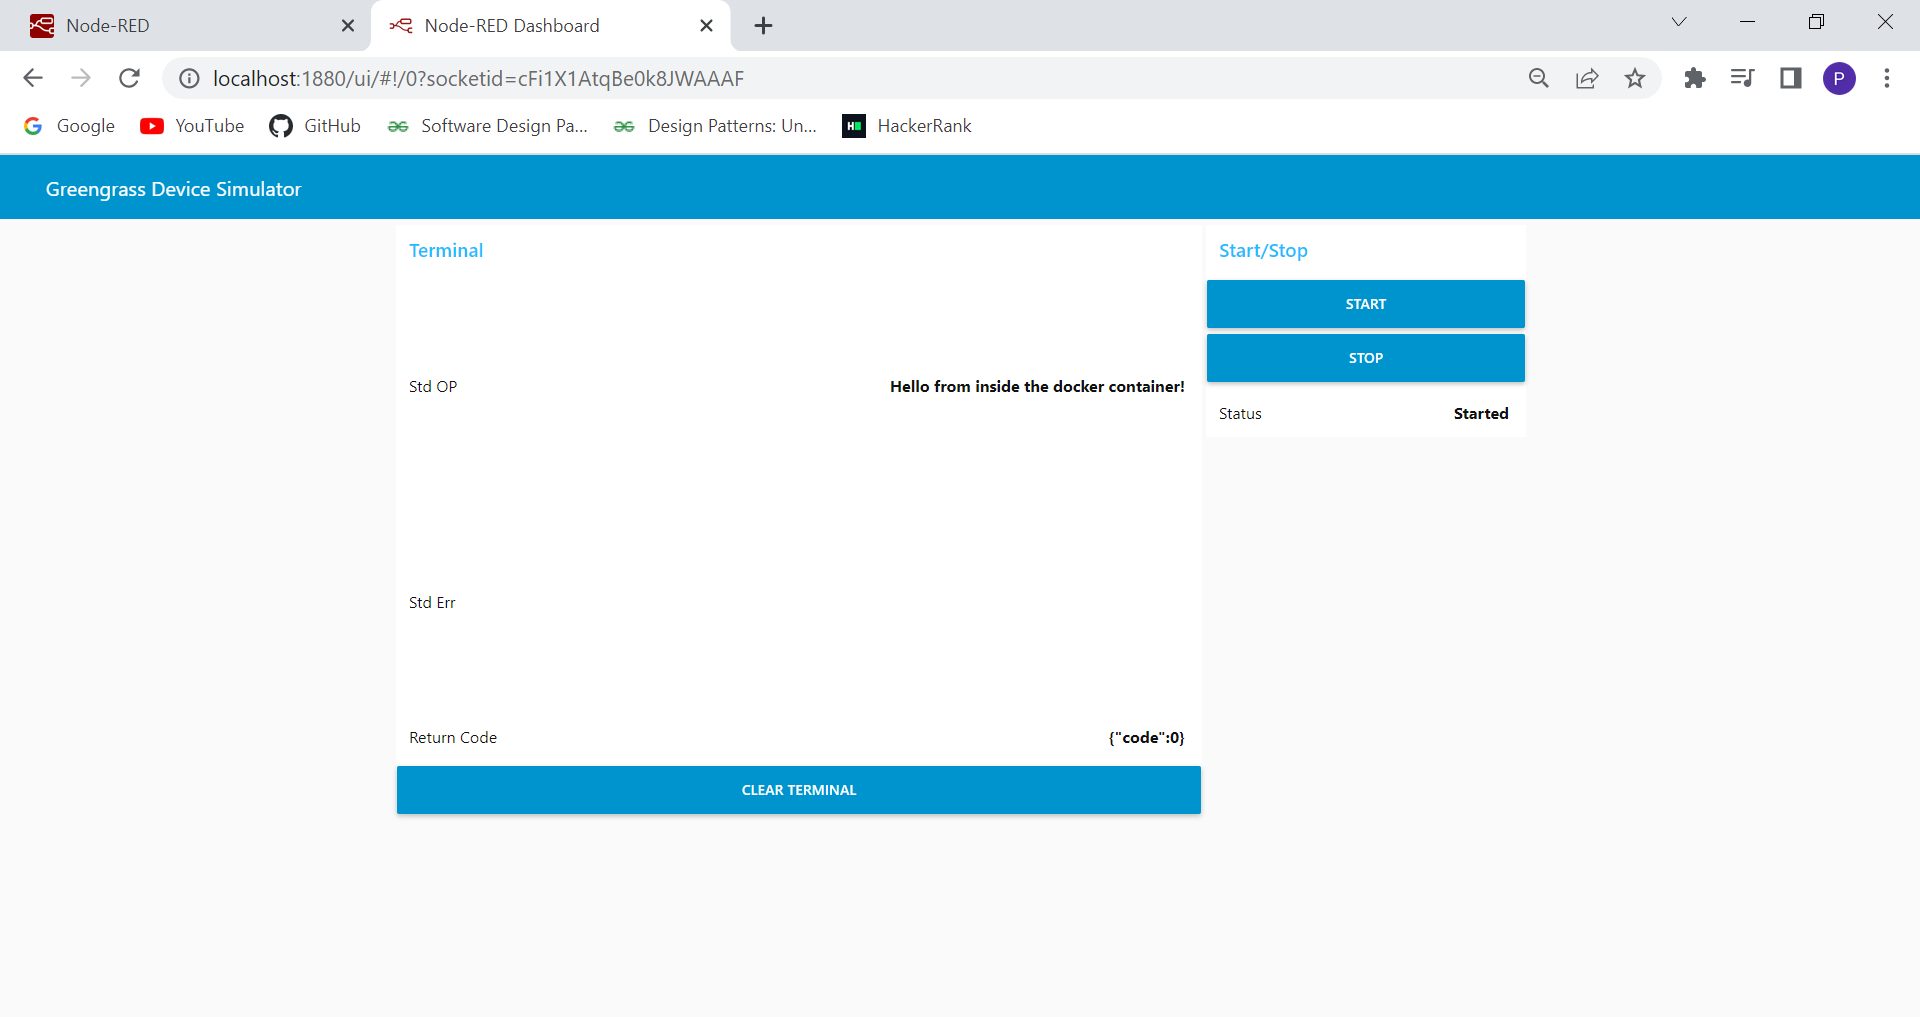 Node-RED
Node-RED Dashboard
localhost:1880/ui/#!/0?socketid=cFi1X1AtqBe0k8JWAAAF
P
Google
YouTube
GitHub
Software Design Pa...
Design Patterns: Un...
HackerRank
Greengrass Device Simulator
Terminal
Std OP Hello from inside the docker container!
Std Err
Return Code {"code":0}
CLEAR TERMINAL
Start/Stop
START
STOP
Status Started